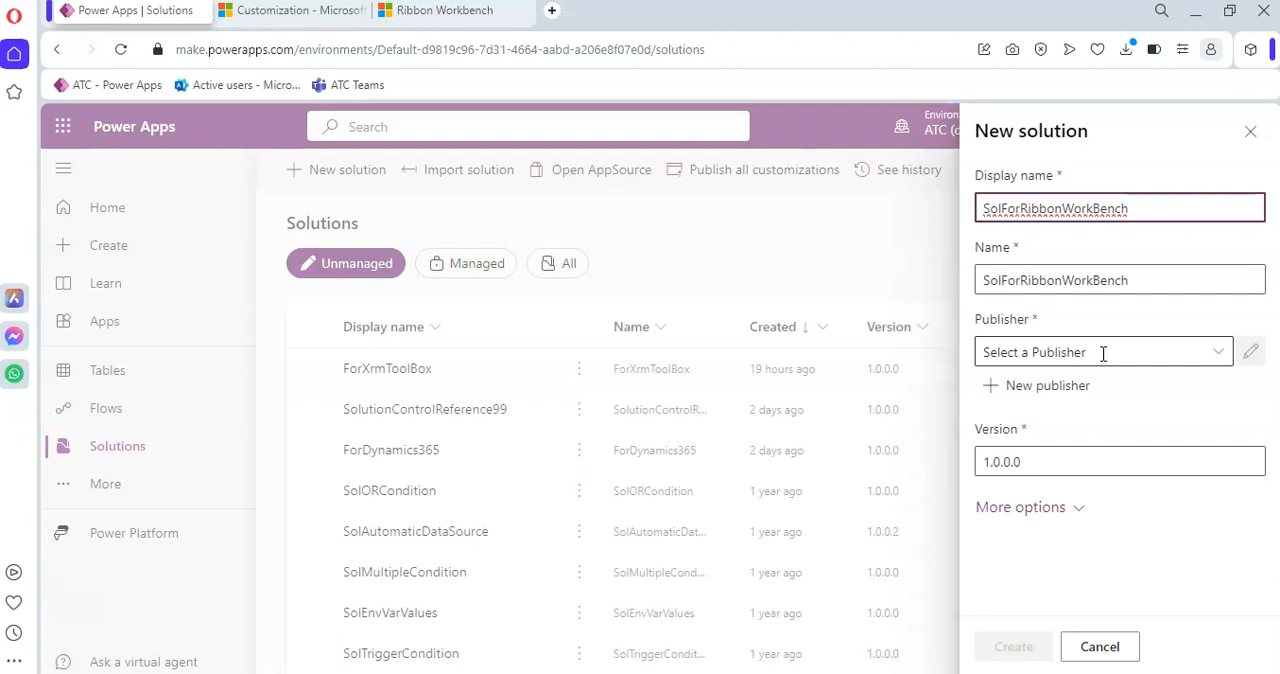 Power Apps | Solutions
Customization - Microsof
Ribbon Workbench
make.powerapps.com/environments/Default-d9819c96-7d31-4664-aabd-a206e8f07e0d/solutions
ATC - Power Apps
Active users - Micro...
ATC Teams
Power Apps
Search
Environ
ATC (d
New solution
Import solution
Open AppSource
Publish all customizations
See history
Home
Create
Learn
Apps
Tables
Flows
Solutions
More
Power Platform
Ask a virtual agent
Solutions
Unmanaged
Managed
All
Display name Name Created Version
ForXrmToolBox ForXrmToolBox 19 hours ago 1.0.0.0
SolutionControlReference99 SolutionControlR... 2 days ago 1.0.0.0
ForDynamics365 ForDynamics365 2 days ago 1.0.0.0
SolORCondition SolORCondition 1 year ago 1.0.0.0
SolAutomaticDataSource SolAutomaticDat... 1 year ago 1.0.0.2
SolMultipleCondition SolMultipleCond... 1 year ago 1.0.0.0
SolEnvVarValues SolEnvVarValues 1 year ago 1.0.0.0
SolTriggerCondition SolTriggerCondit... 1 year ago 1.0.0.0
New solution
Display name *
SolForRibbonWorkBench
Name *
SolForRibbonWorkBench
Publisher *
Select a Publisher
New publisher
Version *
1.0.0.0
More options
Create
Cancel